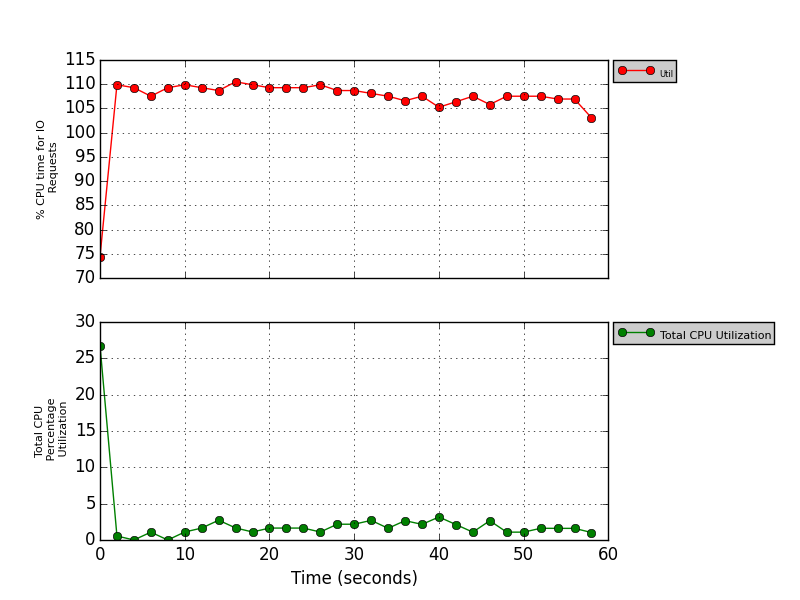 115
110
105
100
95
90
85
80
75
70
% CPU time for IO
Requests
Util
30
25
20
15
10
5
0
Total CPU
Percentage
Utilization
Total CPU Utilization
0 10 20 30 40 50 60
Time (seconds)